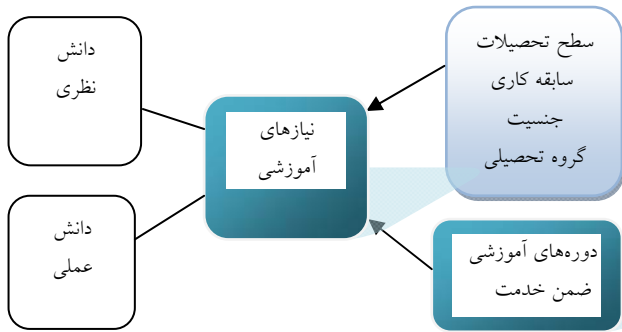 سطح تحصیلات
سابقه کاری
جنسیت
گروه تحصیلی
دوره‌های آموزشی
ضمن خدمت
نیازهای
آموزشی
دانش
نظری
دانش
عملی